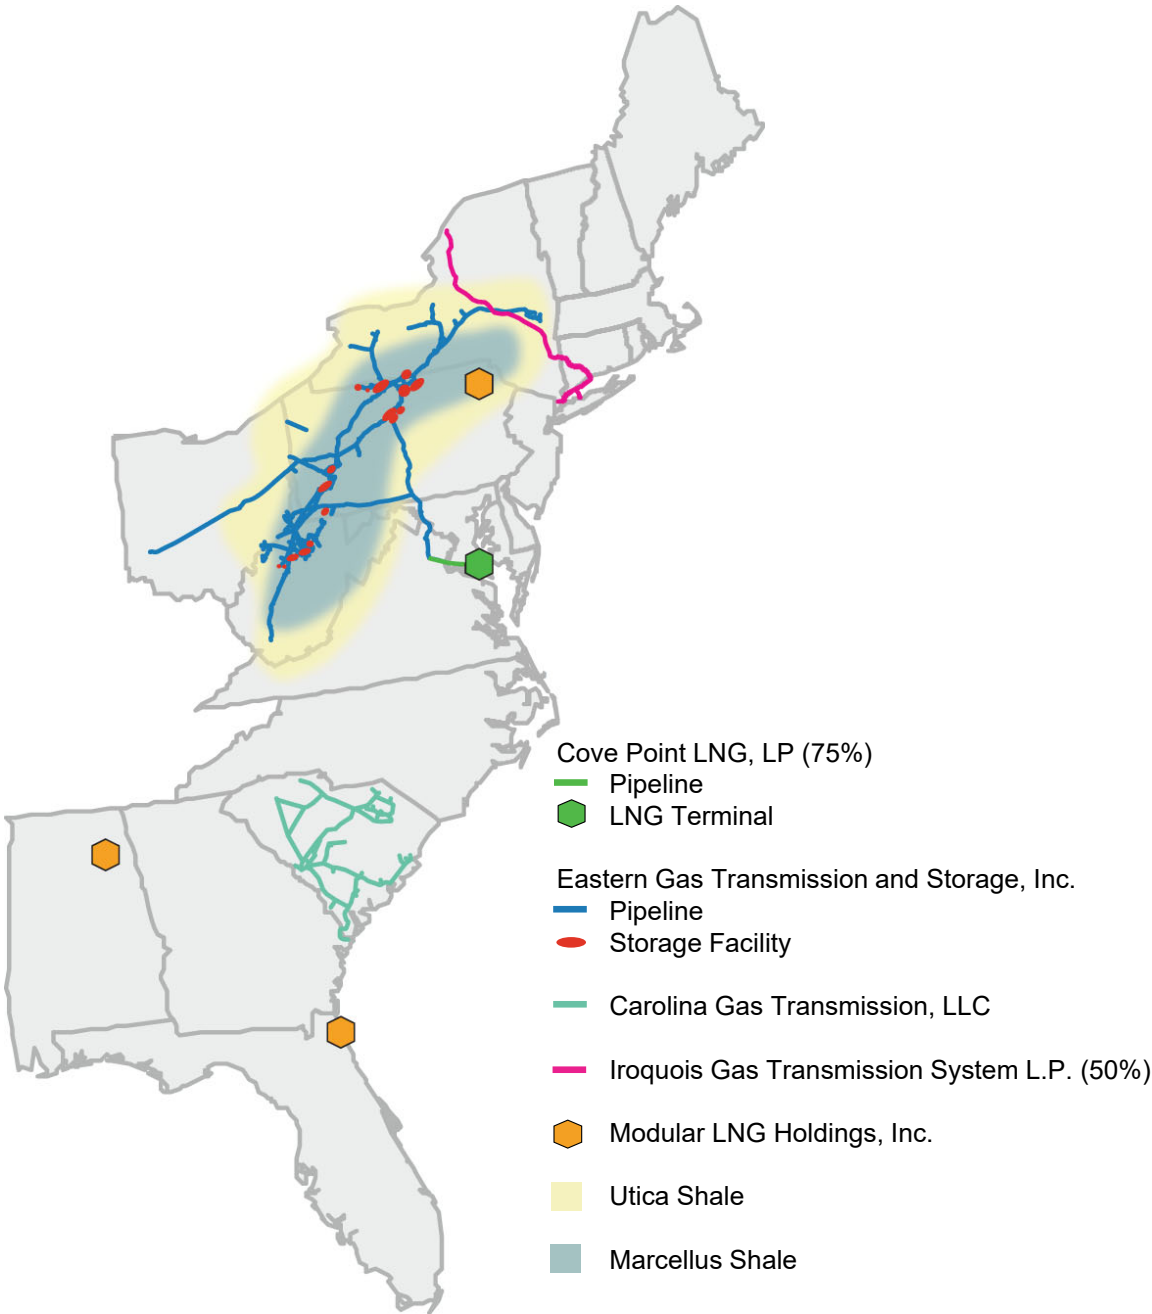 Cove Point LNG, LP (75%)
Pipeline
LNG Terminal
Eastern Gas Transmission and Storage, Inc.
Pipeline
Storage Facility
Carolina Gas Transmission, LLC
Iroquois Gas Transmission System L.P. (50%)
Modular LNG Holdings, Inc.
Utica Shale
Marcellus Shale